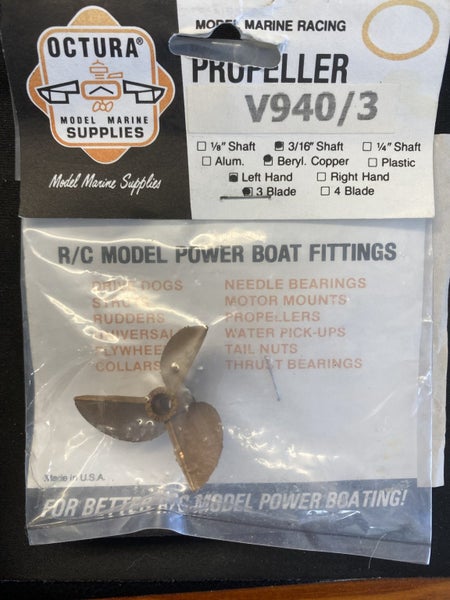 OCTURA®
MODEL MARINE
SUPPLIES
Model Marine Supplies
MODEL MARINE RACING
PROPELLER
V940/3
1/8" Shaft 3/16" Shaft 1/4" Shaft
Alum. Beryl. Copper Plastic
Left Hand Right Hand
3 Blade 4 Blade
R/C MODEL POWER BOAT FITTINGS
DRIVE DOGS NEEDLE BEARINGS
STRUTS MOTOR MOUNTS
RUDDERS PROPELLERS
UNIVERSALS WATER PICK-UPS
FLYWHEELS TAIL NUTS
COLLARS THRUST BEARINGS
Made in U.S.A.
FOR BETTER R/C MODEL POWER BOATING!